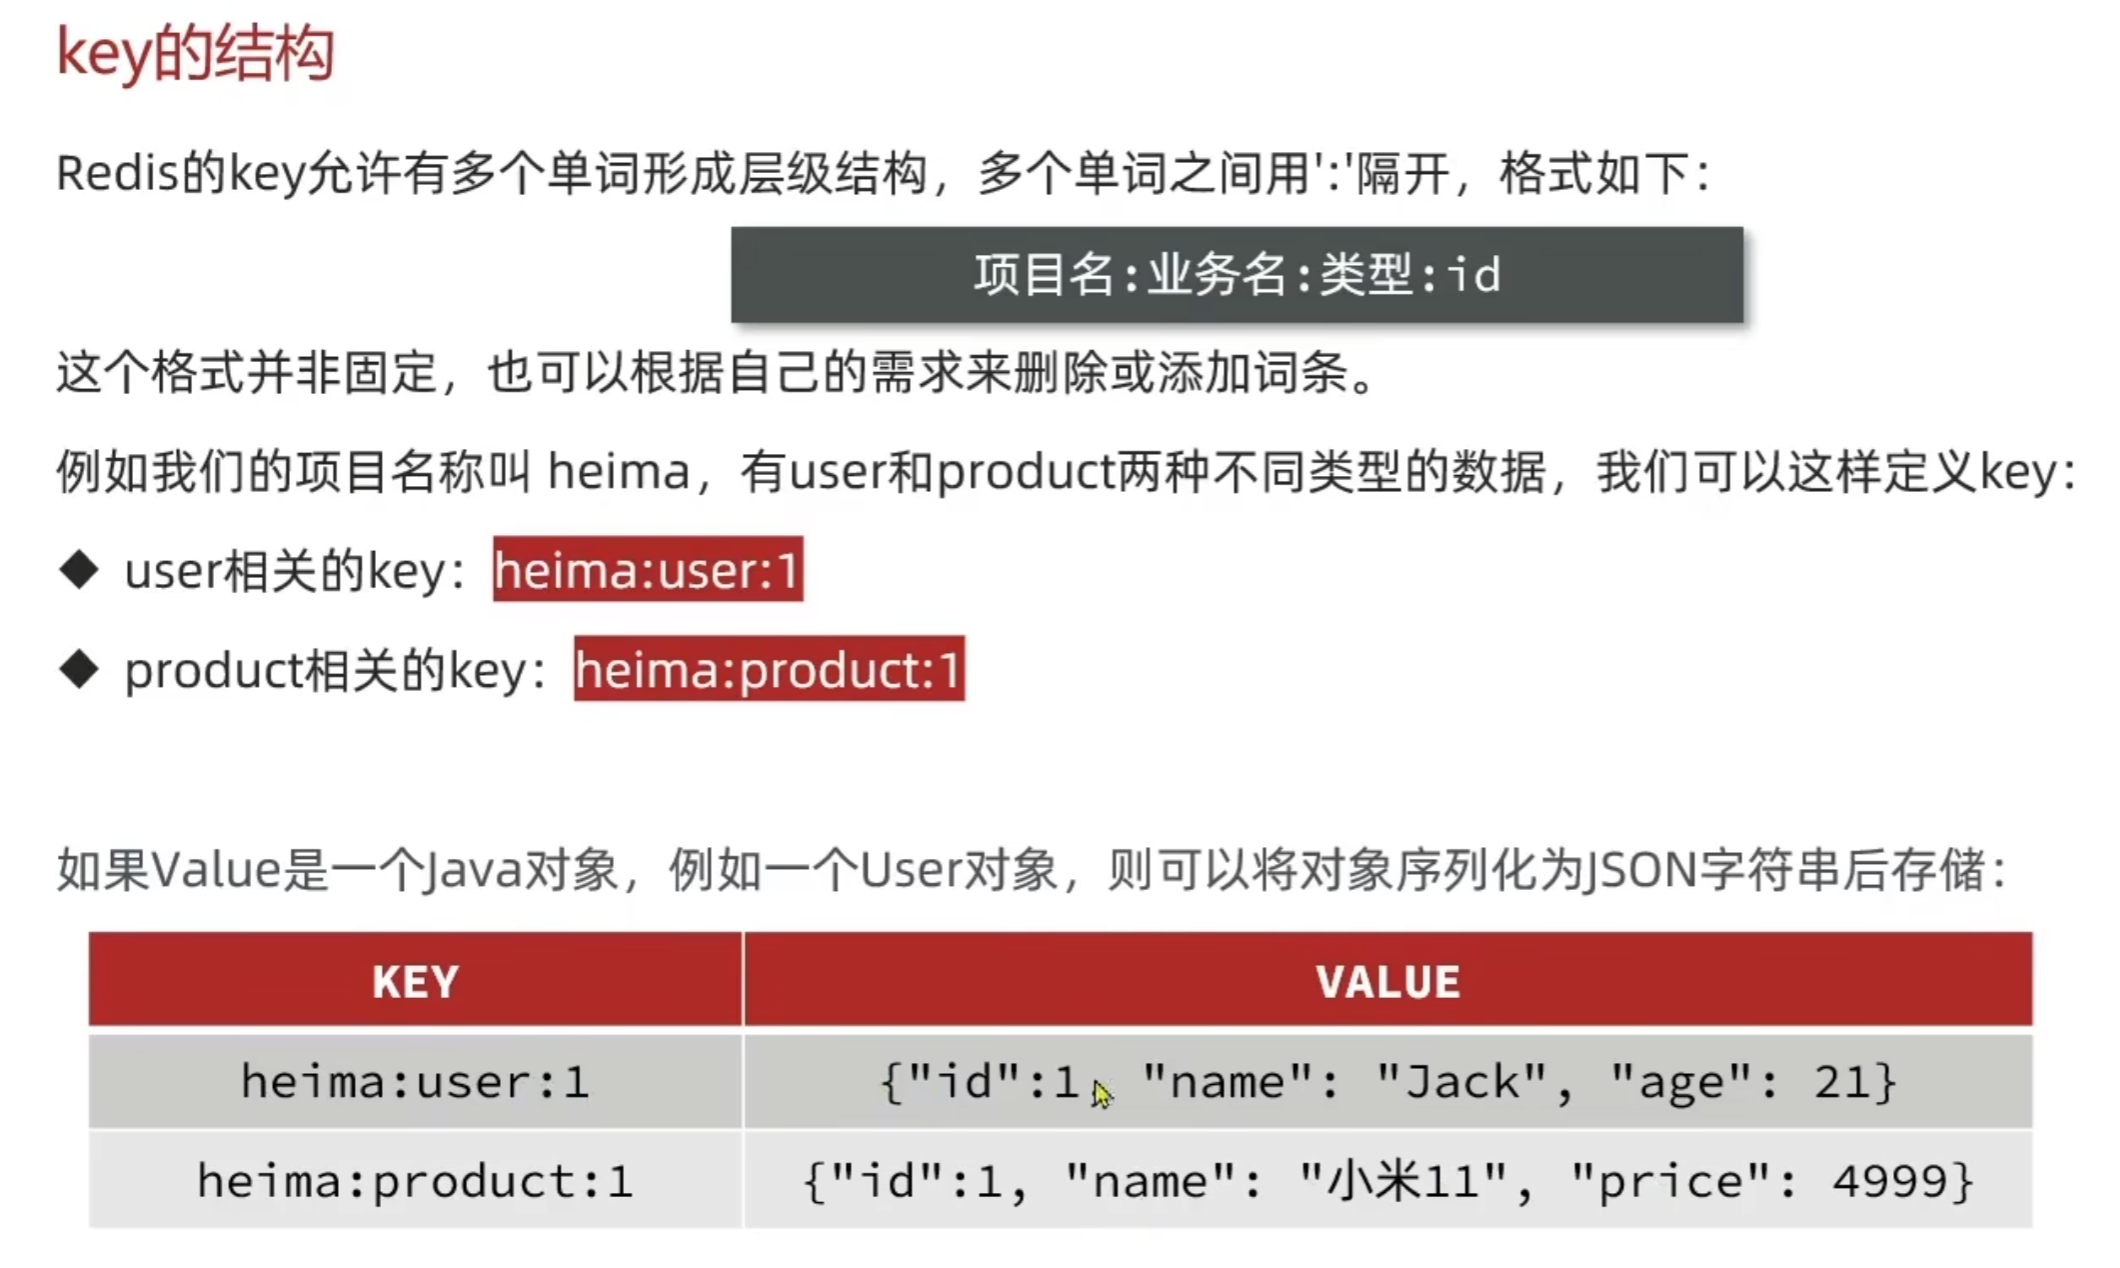 key的结构
Redis的key允许有多个单词形成层级结构，多个单词之间用':'隔开，格式如下：
项目名:业务名:类型:id
这个格式并非固定，也可以根据自己的需求来删除或添加词条。
例如我们的项目名称叫 heima，有user和product两种不同类型的数据，我们可以这样定义key：
◆ user相关的key：heima:user:1
◆ product相关的key：heima:product:1
如果Value是一个Java对象，例如一个User对象，则可以将对象序列化为JSON字符串后存储：
KEY VALUE
heima:user:1 {"id":1, "name": "Jack", "age": 21}
heima:product:1 {"id":1, "name": "小米11", "price": 4999}